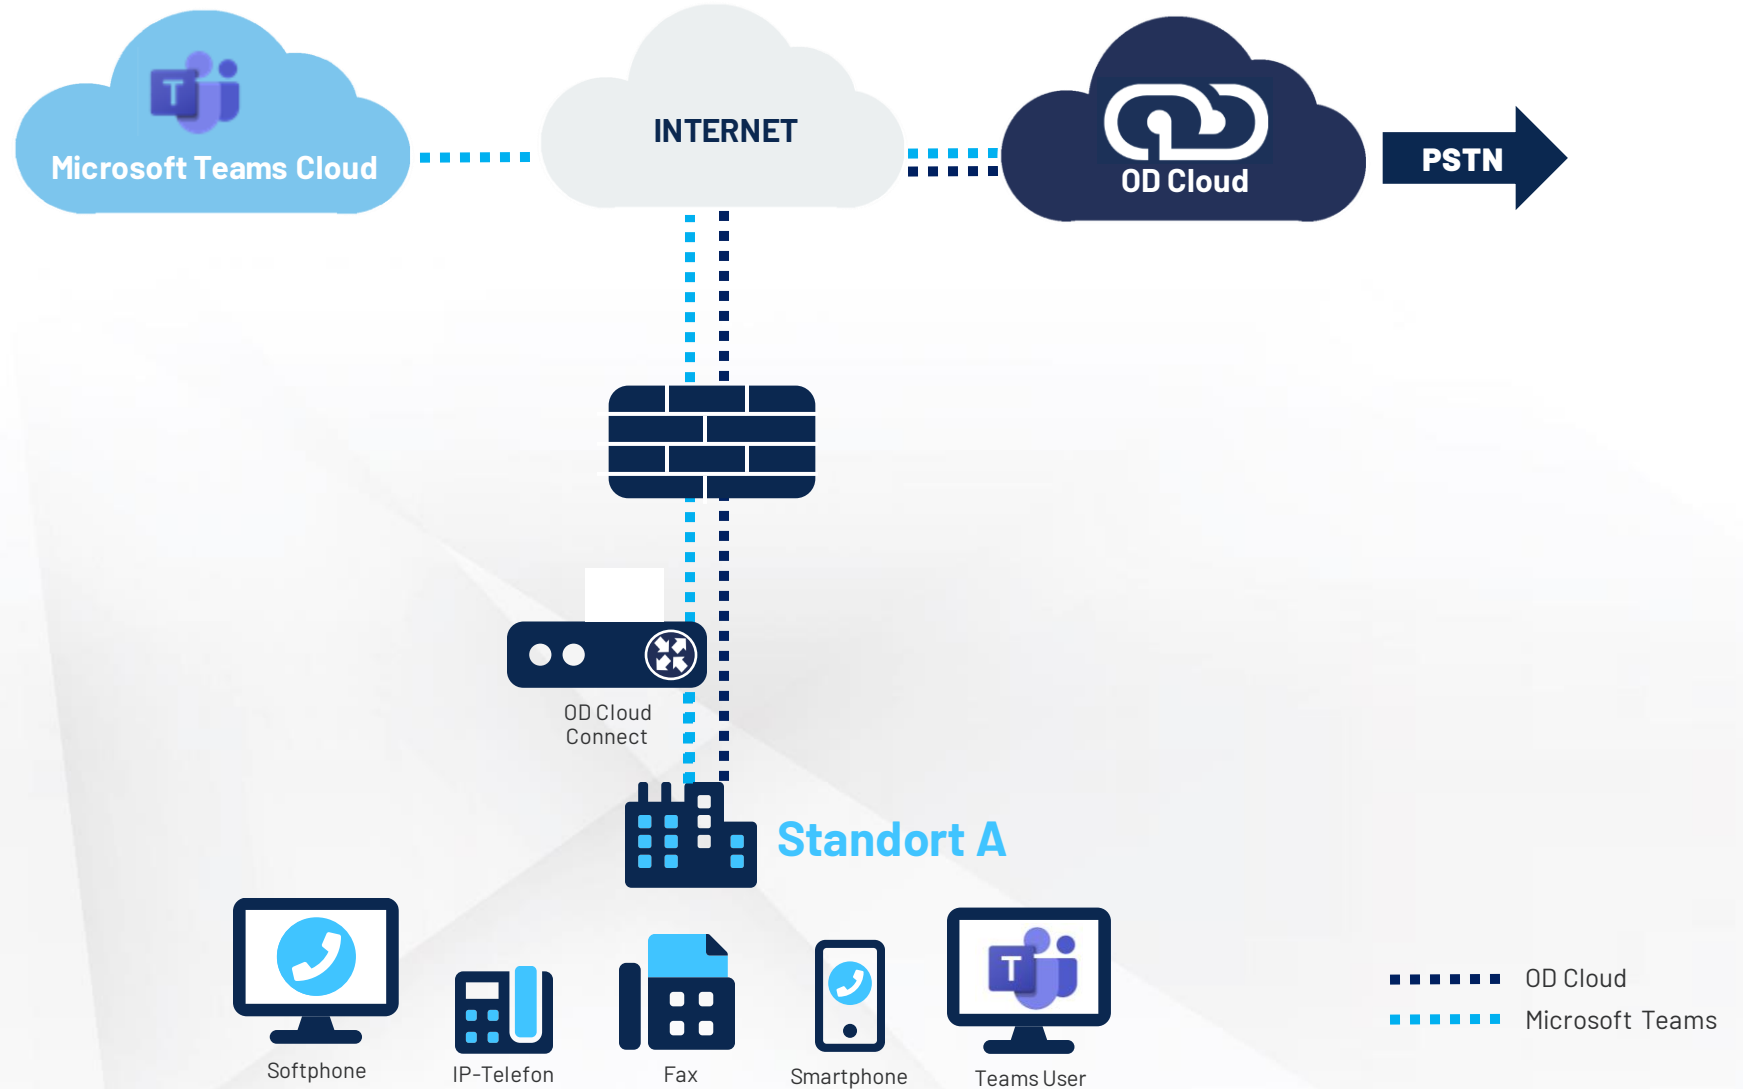 INTERNET
Microsoft Teams Cloud
OD Cloud
PSTN
OD Cloud
Connect
Standort A
Softphone
IP-Telefon
Fax
Smartphone
Teams User
T
T
OD Cloud
Microsoft Teams